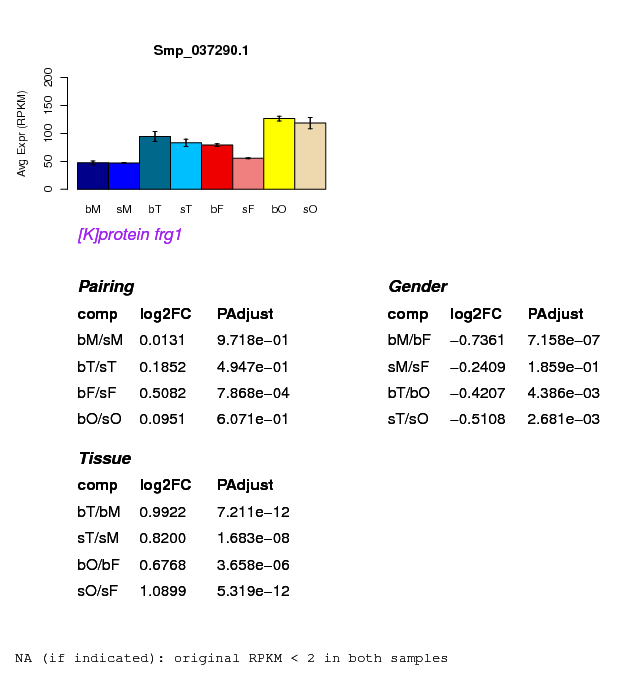 Smp_037290.1
Avg Expr (RPKM)
0 50 100 150 200
bM sM bT sT bF sF bO sO
[K]protein frg1
Pairing
comp log2FC PAdjust
bM/sM 0.0131 9.718e−01
bT/sT 0.1852 4.947e−01
bF/sF 0.5082 7.868e−04
bO/sO 0.0951 6.071e−01
Gender
comp log2FC PAdjust
bM/bF −0.7361 7.158e−07
sM/sF −0.2409 1.859e−01
bT/bO −0.4207 4.386e−03
sT/sO −0.5108 2.681e−03
Tissue
comp log2FC PAdjust
bT/bM 0.9922 7.211e−12
sT/sM 0.8200 1.683e−08
bO/bF 0.6768 3.658e−06
sO/sF 1.0899 5.319e−12
NA (if indicated): original RPKM < 2 in both samples